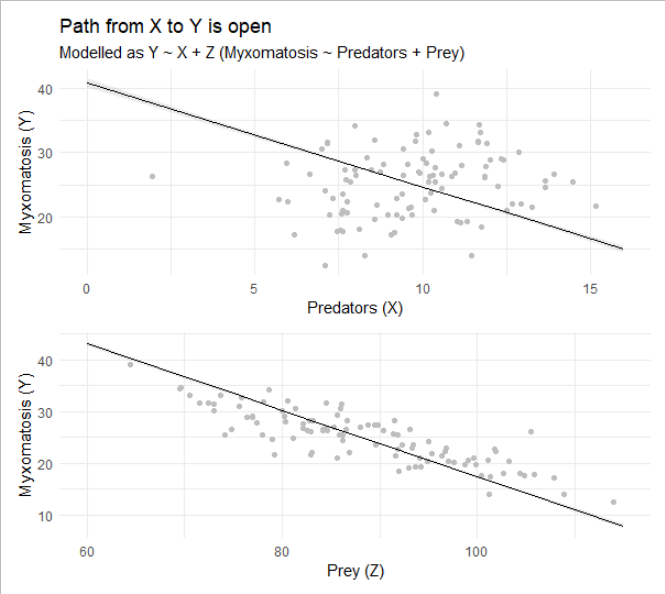 Path from X to Y is open
Modelled as Y ~ X + Z (Myxomatosis ~ Predators + Prey)
Myxomatosis (Y)
40
30
20
0
5
10
15
Predators (X)
Myxomatosis (Y)
40
30
20
10
60
80
100
Prey (Z)